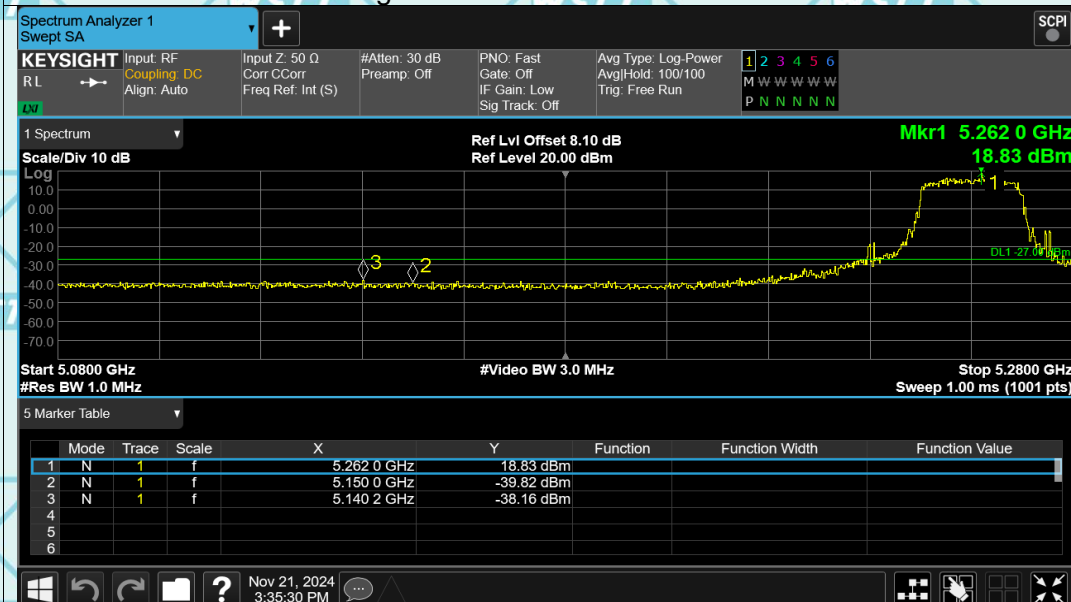 Spectrum Analyzer 1
Swept SA
+
SCPI
KEYSIGHT Input: RF Input Z: 50 Ω #Atten: 30 dB PNO: Fast Avg Type: Log-Power 1 2 3 4 5 6
R L Coupling: DC Corr CCorr Preamp: Off Gate: Off Avg|Hold: 100/100 M W W W W W
Align: Auto Freq Ref: Int (S) IF Gain: Low Trig: Free Run
LXI Sig Track: Off P N N N N N
1 Spectrum
Ref Lvl Offset 8.10 dB
Mkr1 5.262 0 GHz
Scale/Div 10 dB Ref Level 20.00 dBm 18.83 dBm
Log
10.0
0.00
-10.0
-20.0
-30.0
-40.0
-50.0
-60.0
-70.0
1
3
2
DL1 -27.00 dBm
Start 5.0800 GHz #Video BW 3.0 MHz Stop 5.2800 GHz
#Res BW 1.0 MHz Sweep 1.00 ms (1001 pts)
5 Marker Table
Mode Trace Scale X Y Function Function Width Function Value
1 N 1 f 5.262 0 GHz 18.83 dBm
2 N 1 f 5.150 0 GHz -39.82 dBm
3 N 1 f 5.140 2 GHz -38.16 dBm
4
5
6
?
Nov 21, 2024
3:35:30 PM